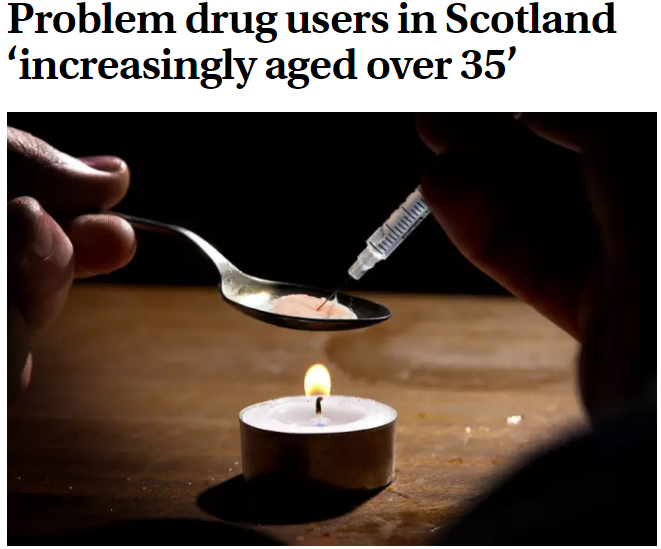 Problem drug users in Scotland
‘increasingly aged over 35’